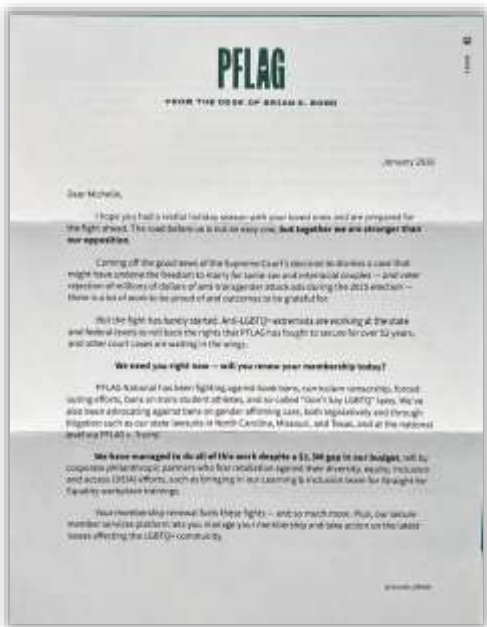 PFLAG
FROM THE DESK OF BRIAN K. BOND
January 2026
Dear Michelle,
I hope you had a restful holiday season with your loved ones and are prepared for
the fight ahead. The road before us is not an easy one, but together we are stronger than
our opposition.
Coming off the good news of the Supreme Court's decision to dismiss a case that
might have undone the freedom to marry for same-sex and interracial couples — and voter
rejection of millions of dollars of anti-transgender attack ads during the 2025 election —
there is a lot of work to be proud of and outcomes to be grateful for.
But the fight has barely started. Anti-LGBTQ+ extremists are working at the state
and federal levels to roll back the rights that PFLAG has fought to secure for over 52 years,
and other court cases are waiting in the wings.
We need you right now — will you renew your membership today?
PFLAG National has been fighting against book bans, curriculum censorship, forced
outing efforts, bans on trans student athletes, and so-called "Don't Say LGBTQ" laws. We've
also been advocating against bans on gender affirming care, both legislatively and through
litigation such as our state lawsuits in North Carolina, Missouri, and Texas, and at the national
level via PFLAG v. Trump.
We have managed to do all of this work despite a $1.3M gap in our budget, left by
corporate philanthropic partners who fear retaliation against their diversity, equity, inclusion
and access (DEIA) efforts, such as bringing in our Learning & Inclusion team for Straight for
Equality workplace trainings.
Your membership renewal fuels these fights — and so much more. Plus, our secure
member services platform lets you manage your membership and take action on the latest
issues affecting the LGBTQ+ community.